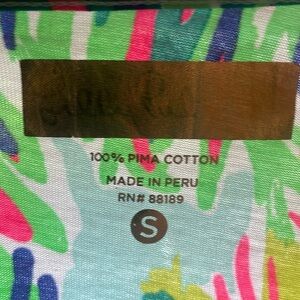 100% PIMA COTTON
MADE IN PERU
RN# 88189
S